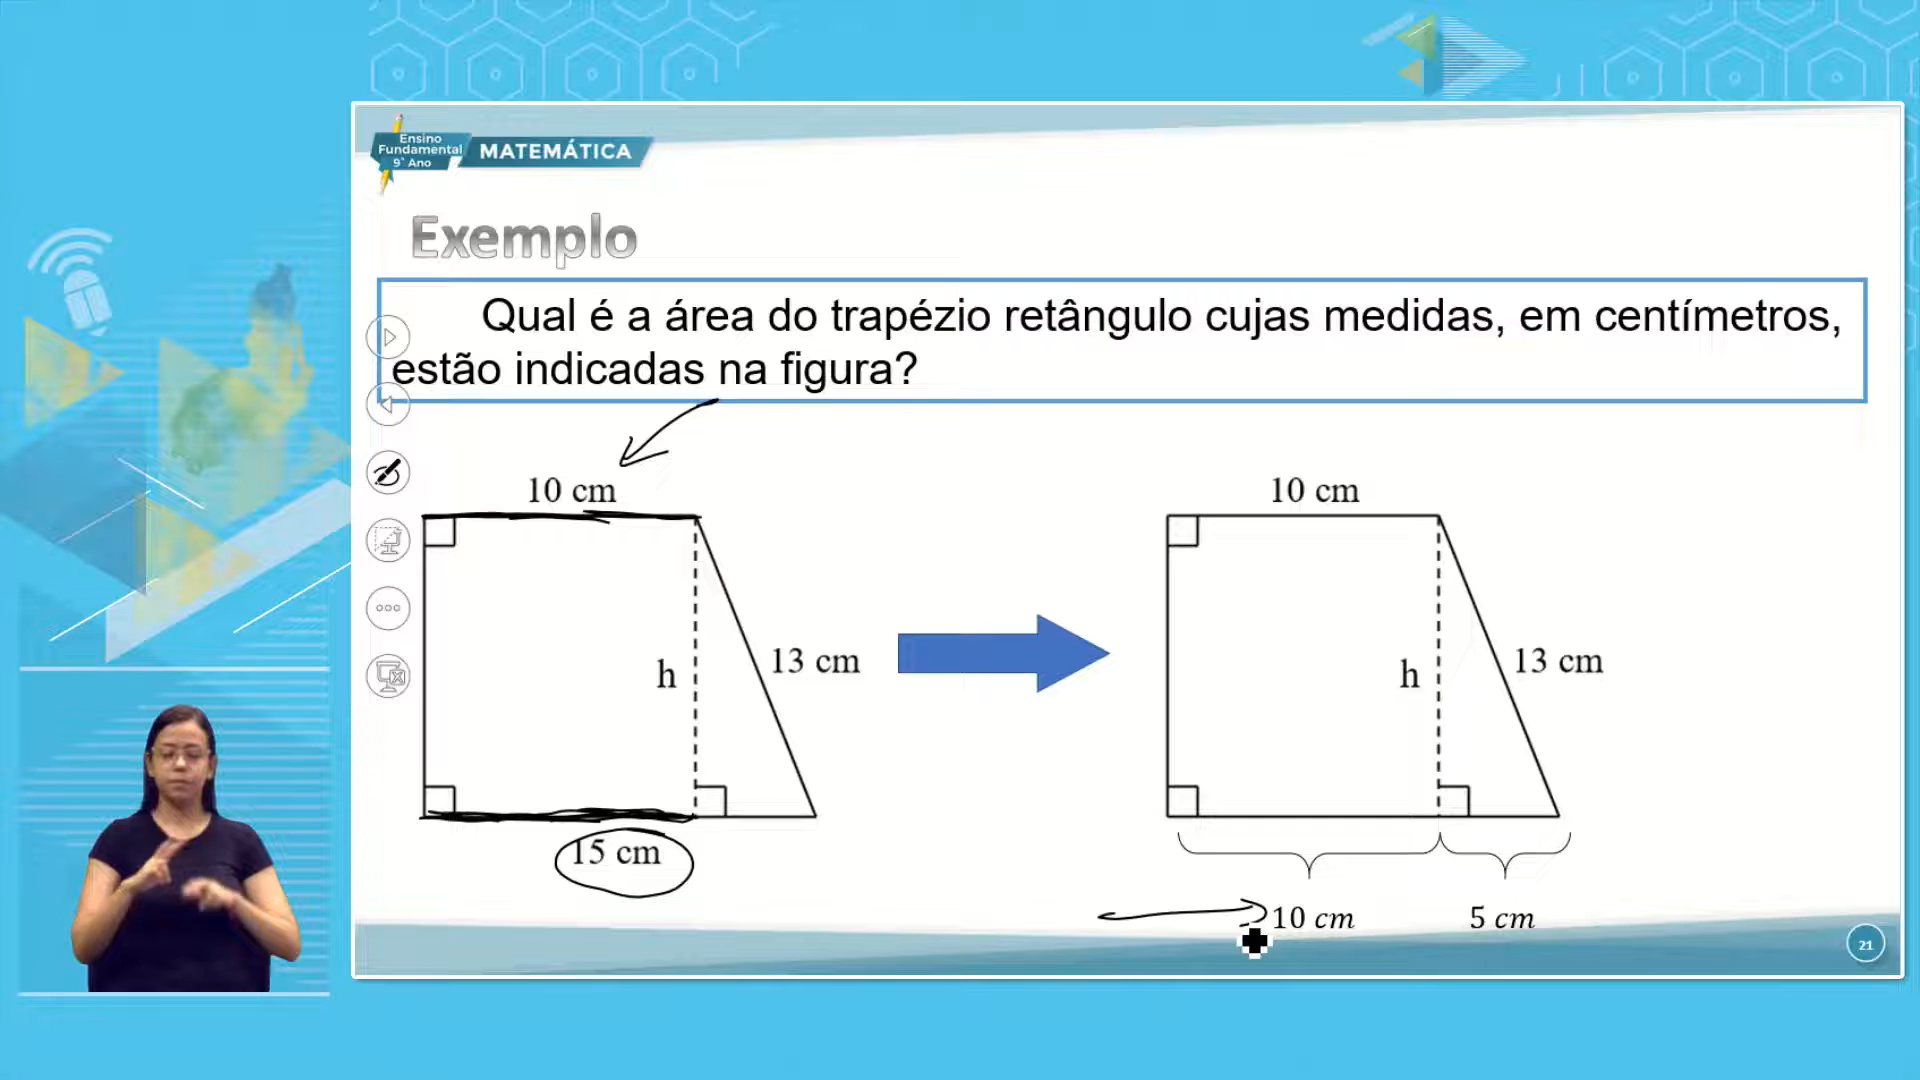 Ensino
Fundamental
9° Ano
MATEMÁTICA
Exemplo
Qual é a área do trapézio retângulo cujas medidas, em centímetros,
estão indicadas na figura?
10 cm
h
13 cm
15 cm
10 cm
h
13 cm
10 cm
5 cm
21